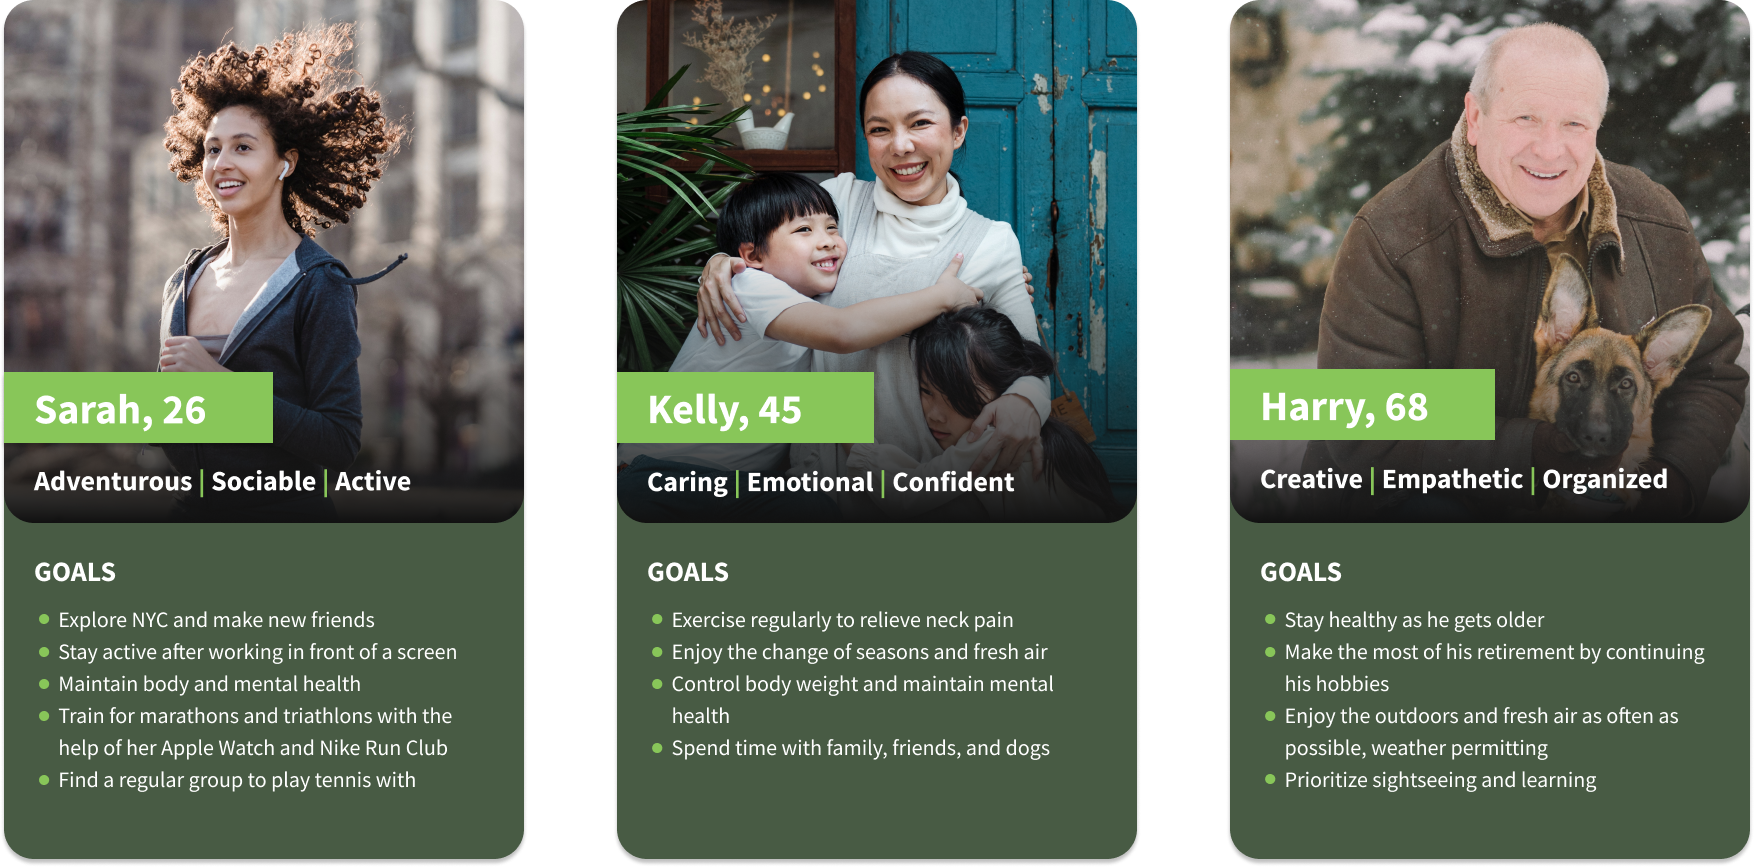 Sarah, 26
Adventurous | Sociable | Active
GOALS
Explore NYC and make new friends
Stay active after working in front of a screen
Maintain body and mental health
Train for marathons and triathlons with the
help of her Apple Watch and Nike Run Club
Find a regular group to play tennis with
Kelly, 45
Caring | Emotional | Confident
GOALS
Exercise regularly to relieve neck pain
Enjoy the change of seasons and fresh air
Control body weight and maintain mental
health
Spend time with family, friends, and dogs
Harry, 68
Creative | Empathetic | Organized
GOALS
Stay healthy as he gets older
Make the most of his retirement by continuing
his hobbies
Enjoy the outdoors and fresh air as often as
possible, weather permitting
Prioritize sightseeing and learning